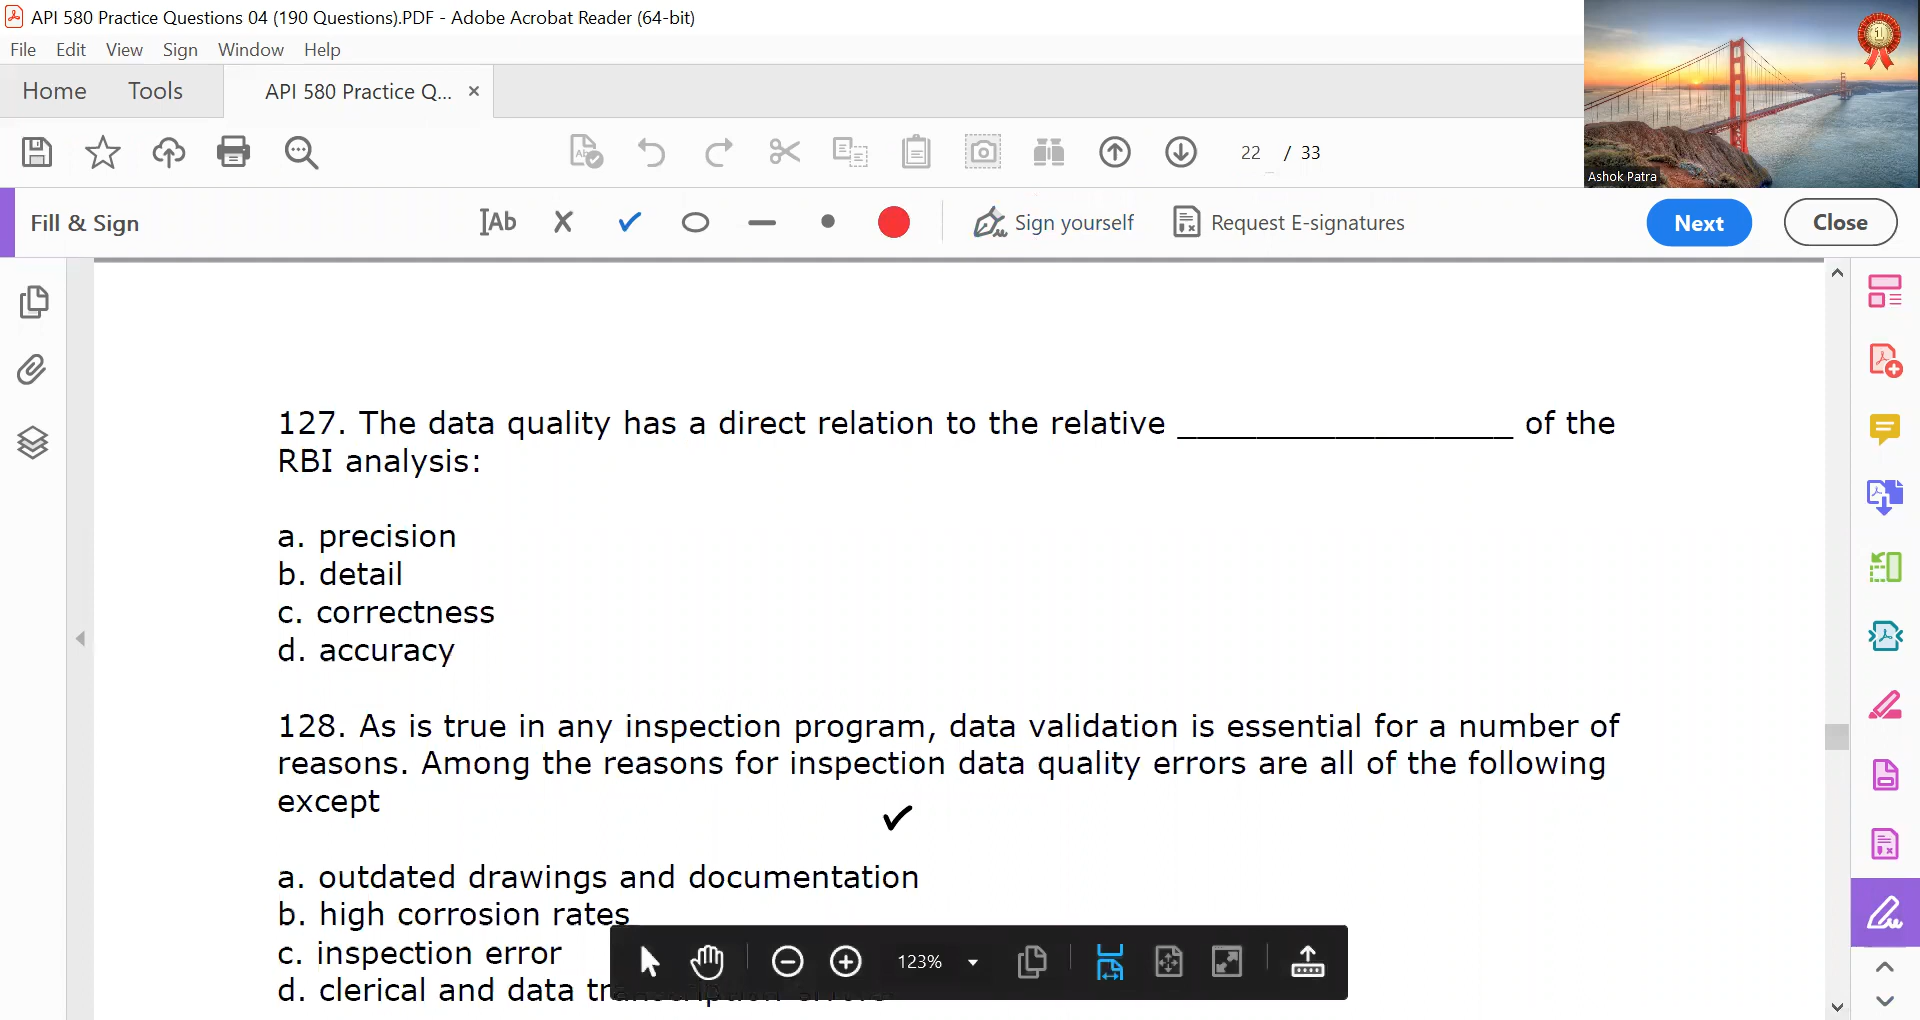 API 580 Practice Questions 04 (190 Questions).PDF - Adobe Acrobat Reader (64-bit)
File Edit View Sign Window Help
Home Tools API 580 Practice Q... ×
22 / 33
Ashok Patra
Fill & Sign
Ab
Sign yourself
Request E-signatures
Next
Close
127. The data quality has a direct relation to the relative _________________ of the
RBI analysis:
a. precision
b. detail
c. correctness
d. accuracy
128. As is true in any inspection program, data validation is essential for a number of
reasons. Among the reasons for inspection data quality errors are all of the following
except
a. outdated drawings and documentation
b. high corrosion rates
c. inspection error
d. clerical and data
123%